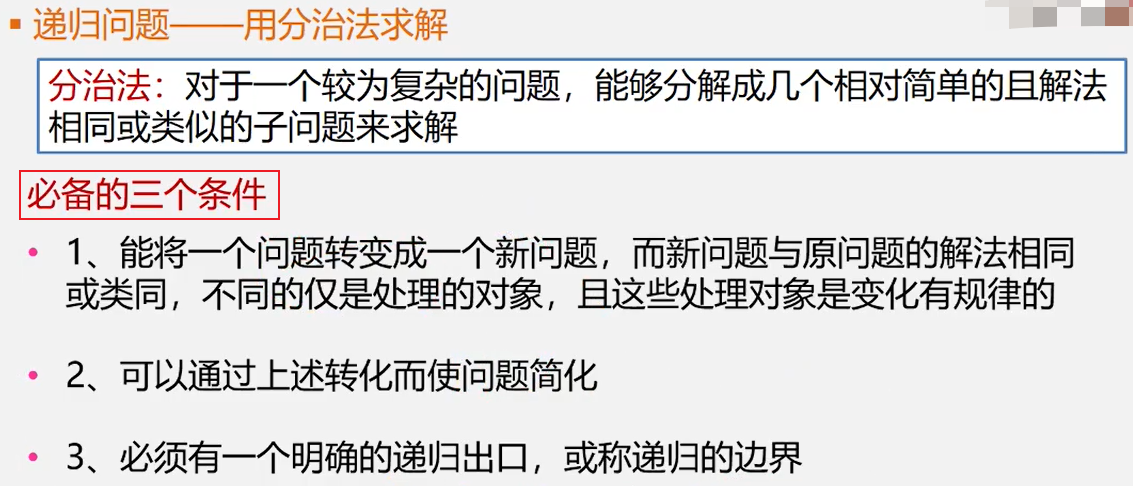 递归问题——用分治法求解
分治法：对于一个较为复杂的问题，能够分解成几个相对简单的且解法
相同或类似的子问题来求解
必备的三个条件
• 1、能将一个问题转变成一个新问题，而新问题与原问题的解法相同
或类同，不同的仅是处理的对象，且这些处理对象是变化有规律的
• 2、可以通过上述转化而使问题简化
• 3、必须有一个明确的递归出口，或称递归的边界